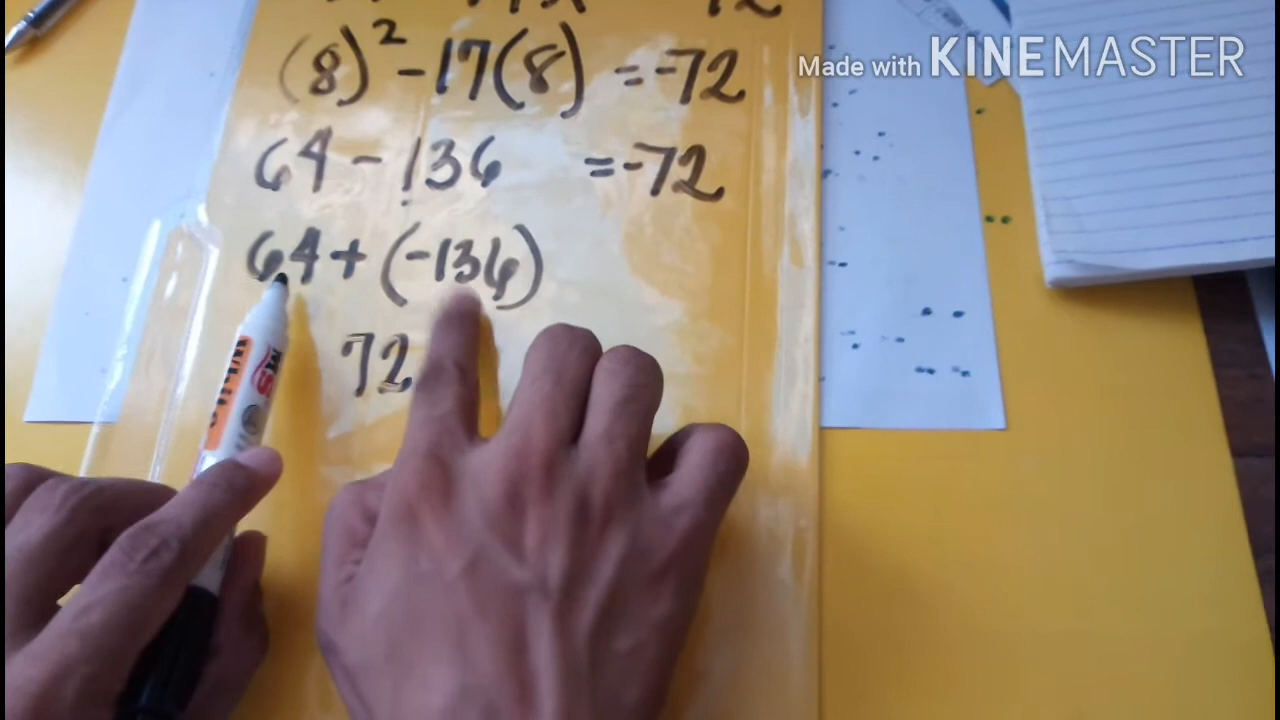 Made with KINEMASTER
(8)² - 17(8) = -72
64 - 136 = -72
64 + (-136)
72